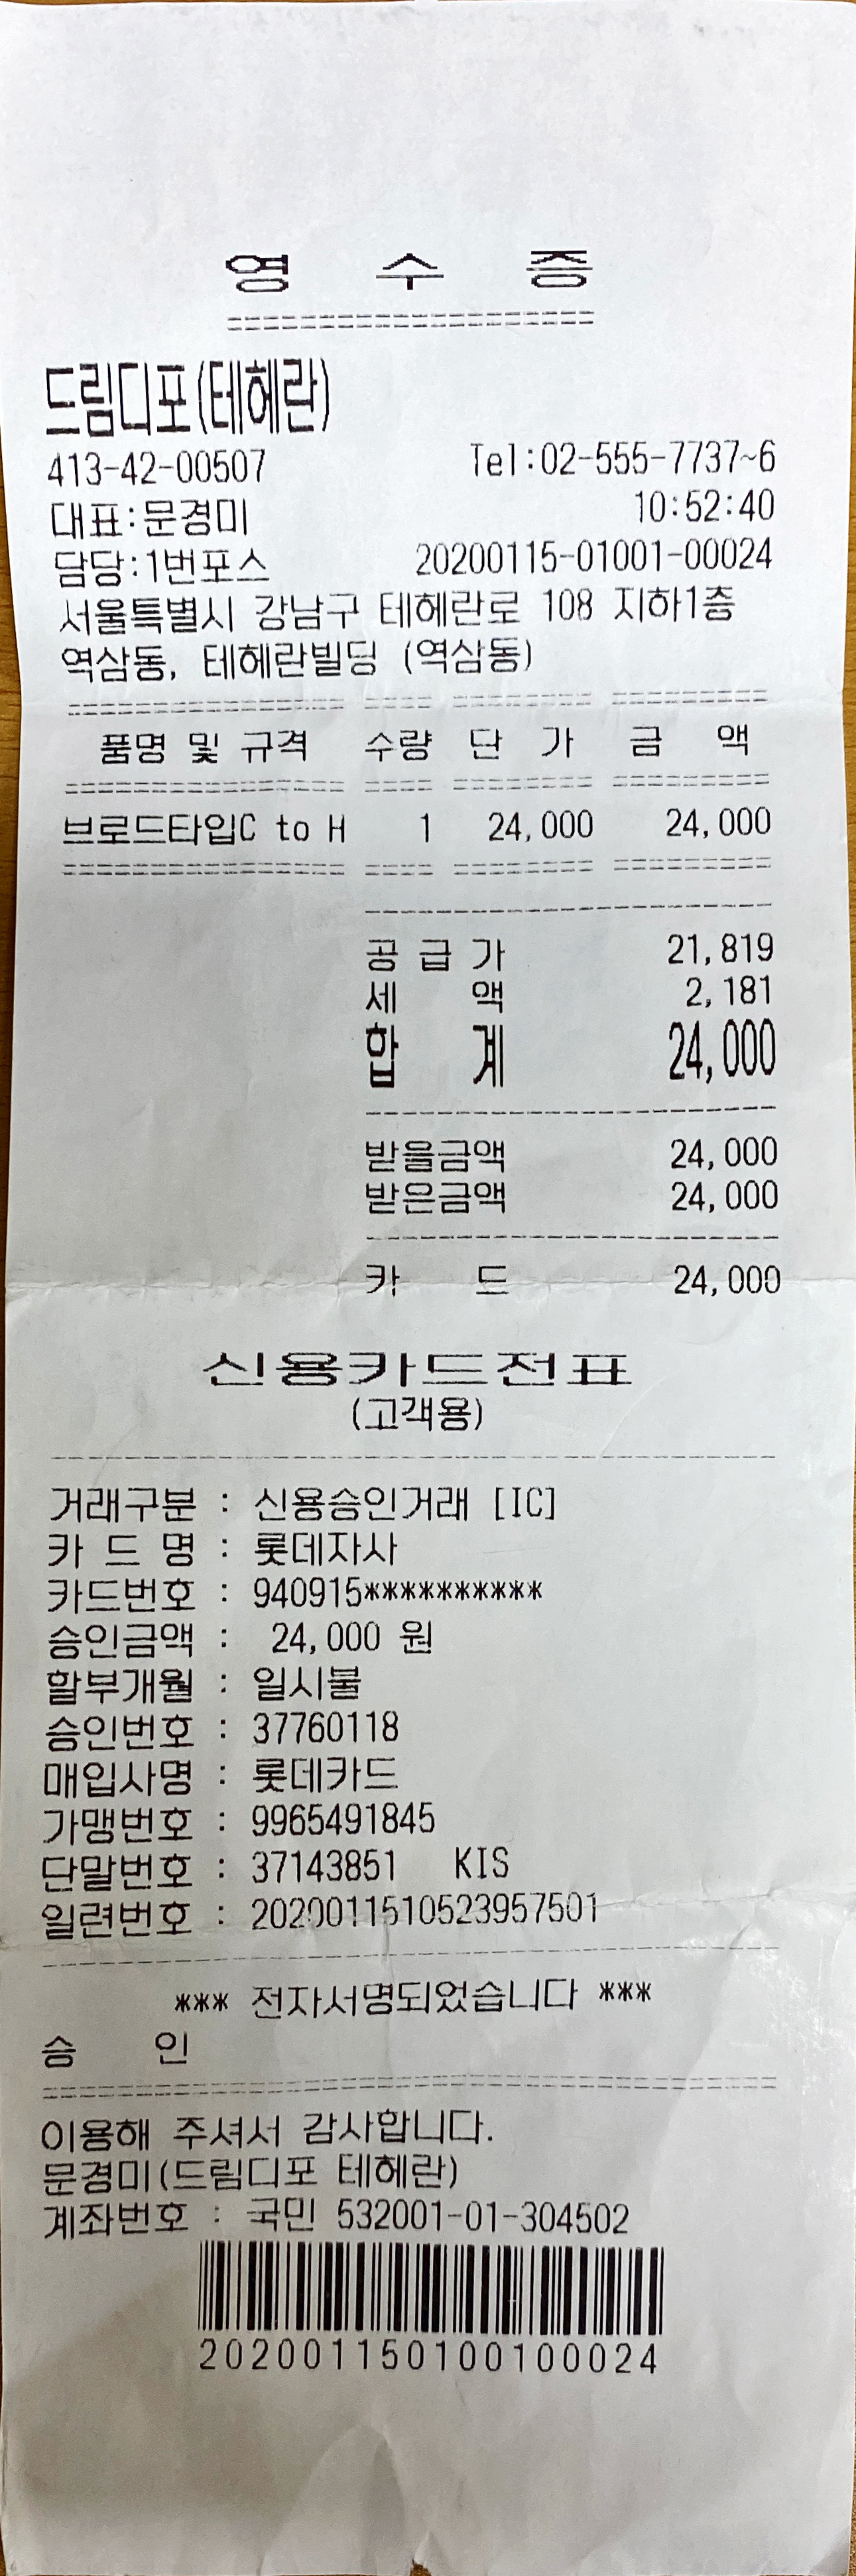 영 수 증
====================
드림디포(테헤란)
413-42-00507 Tel:02-555-7737~6
대표:문경미 10:52:40
담당:1번포스 20200115-01001-00024
서울특별시 강남구 테헤란로 108 지하1층
역삼동, 테헤란빌딩 (역삼동)
품명 및 규격 수량 단 가 금 액
브로드타입C to H 1 24,000 24,000
공 급 가 21,819
세 액 2,181
합 계 24,000
받을금액 24,000
받은금액 24,000
카 드 24,000
신용카드전표
(고객용)
거래구분 : 신용승인거래 [IC]
카 드 명 : 롯데자사
카드번호 : 940915**********
승인금액 : 24,000 원
할부개월 : 일시불
승인번호 : 37760118
매입사명 : 롯데카드
가맹번호 : 9965491845
단말번호 : 37143851 KIS
일련번호 : 2020011510523957501
*** 전자서명되었습니다 ***
승 인
이용해 주셔서 감사합니다.
문경미(드림디포 테헤란)
계좌번호 : 국민 532001-01-304502
202001150100100024